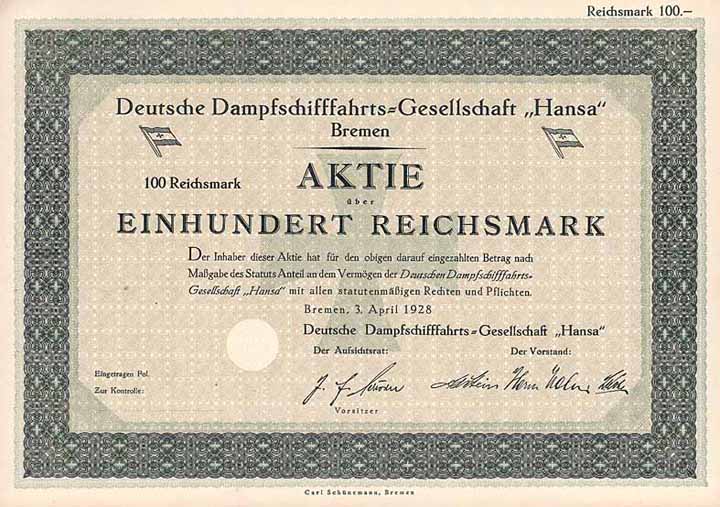 Reichsmark 100.—
Deutsche Dampfschifffahrts=Gesellschaft „Hansa“
Bremen
100 Reichsmark
AKTIE
über
EINHUNDERT REICHSMARK
Der Inhaber dieser Aktie hat für den obigen darauf eingezahlten Betrag nach
Maßgabe des Statuts Anteil an dem Vermögen der Deutschen Dampfschifffahrts=
Gesellschaft „Hansa“ mit allen statutenmäßigen Rechten und Pflichten.
Bremen, 3. April 1928
Deutsche Dampfschifffahrts=Gesellschaft „Hansa“
Der Aufsichtsrat:
Der Vorstand:
Eingetragen Pol.
Zur Kontrolle:
Vorsitzer
Carl Schünemann, Bremen